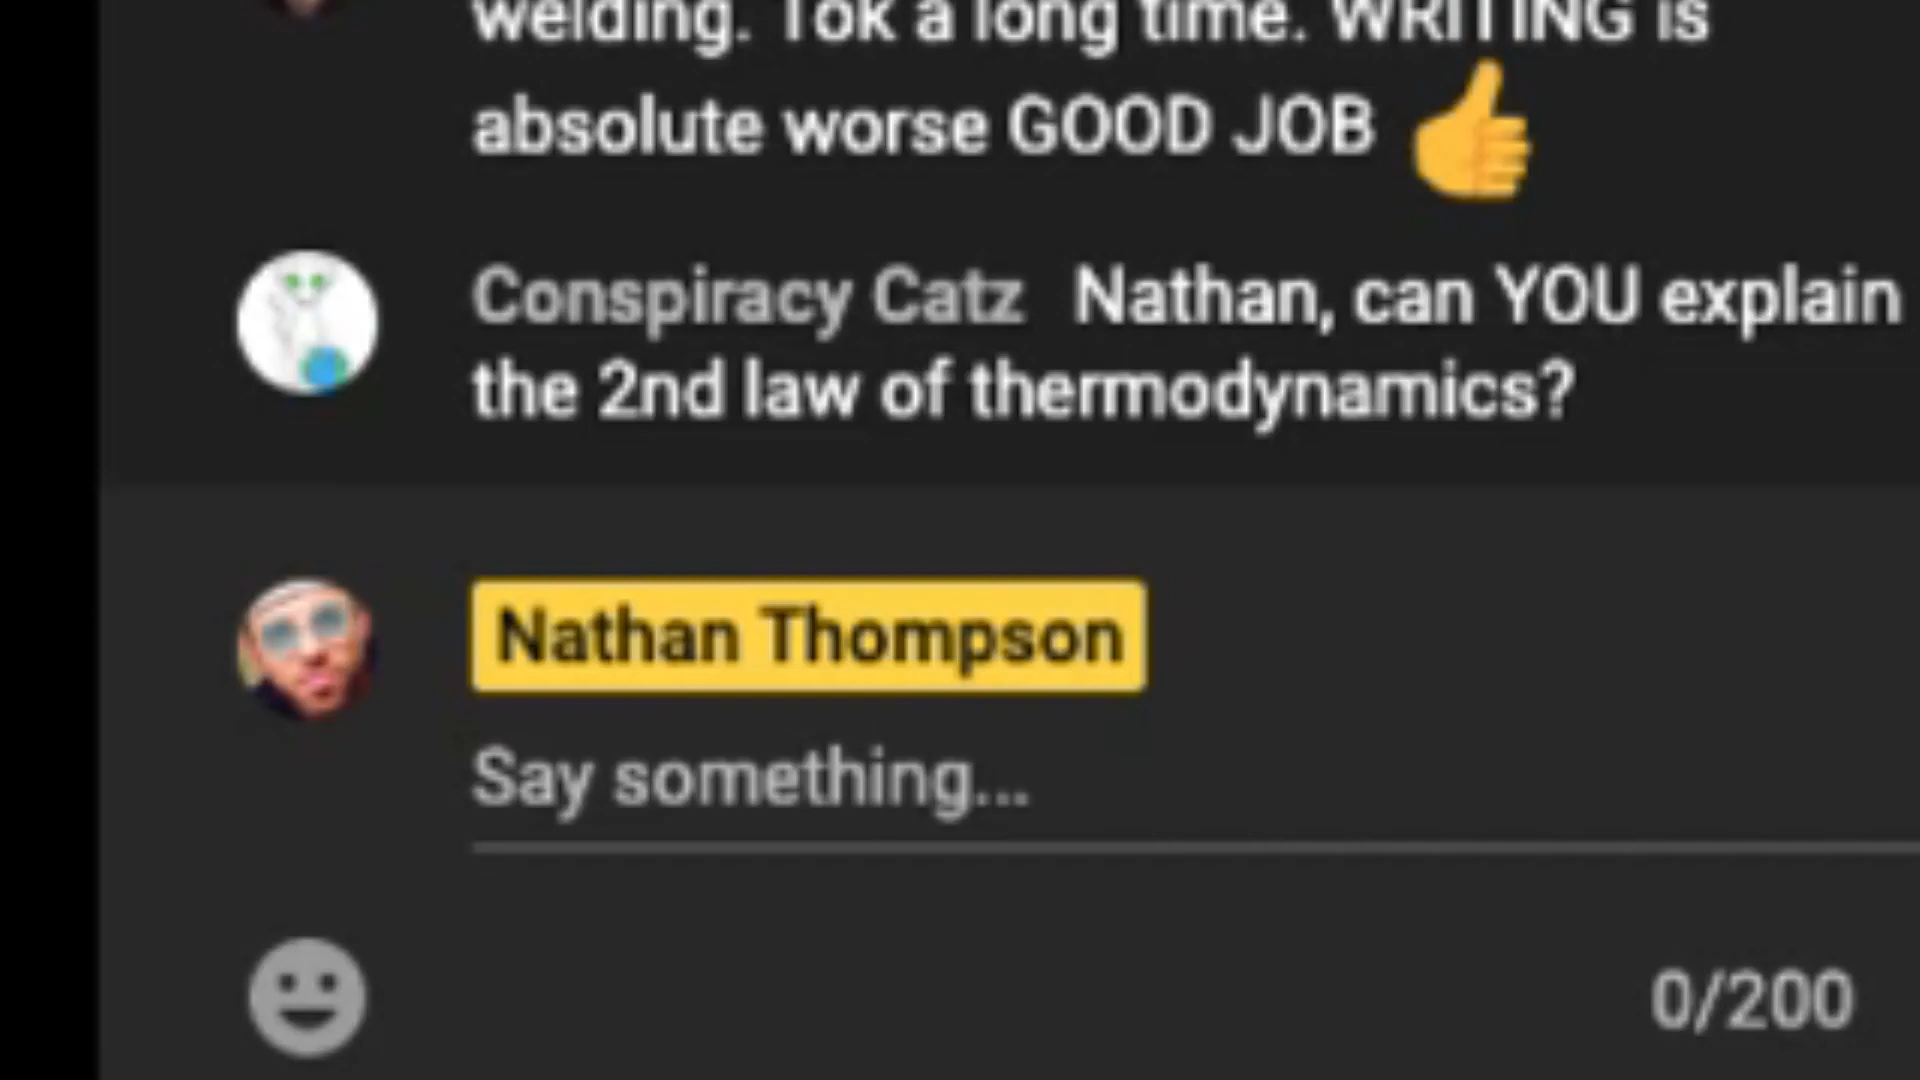 welding. Tok a long time. WRITING is
absolute worse GOOD JOB 👍
Conspiracy Catz Nathan, can YOU explain
the 2nd law of thermodynamics?
Nathan Thompson
Say something...
0/200